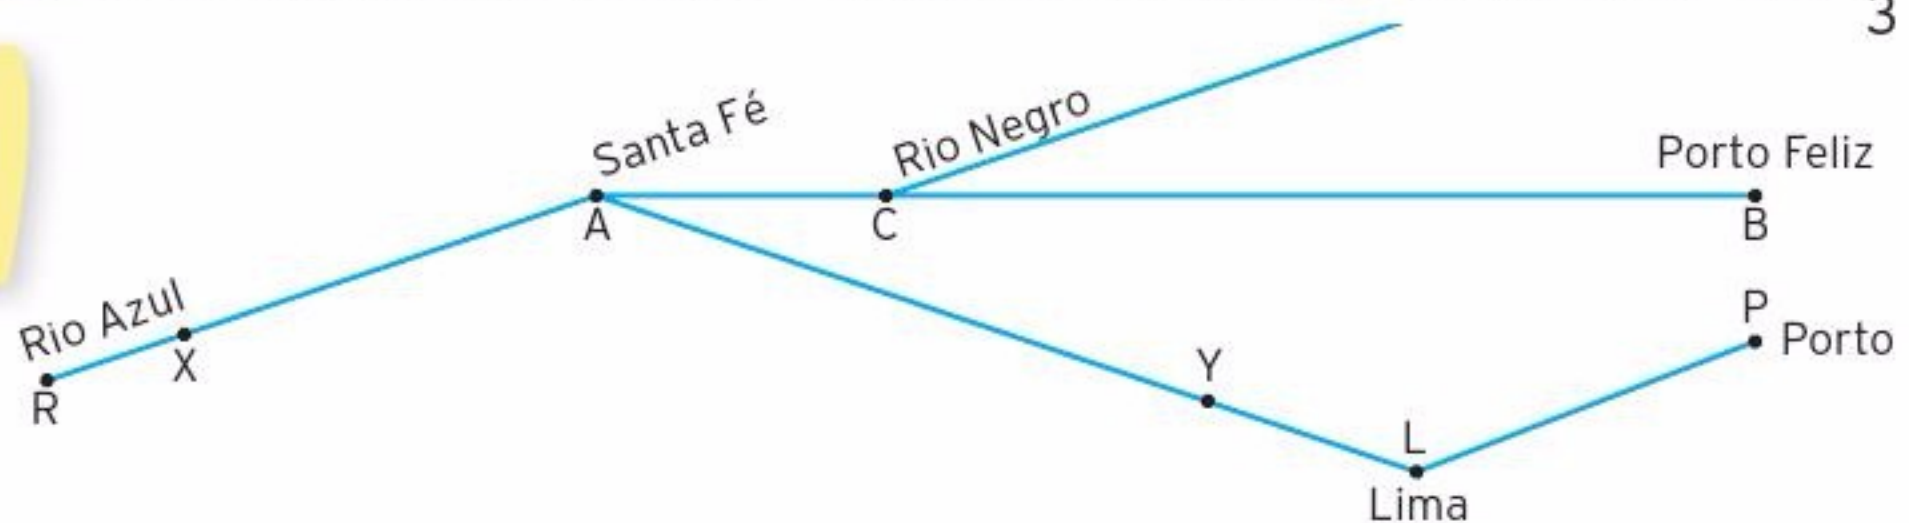 3
Santa Fé
Rio Negro
Porto Feliz
A
C
B
Rio Azul
X
R
Y
P
Porto
L
Lima